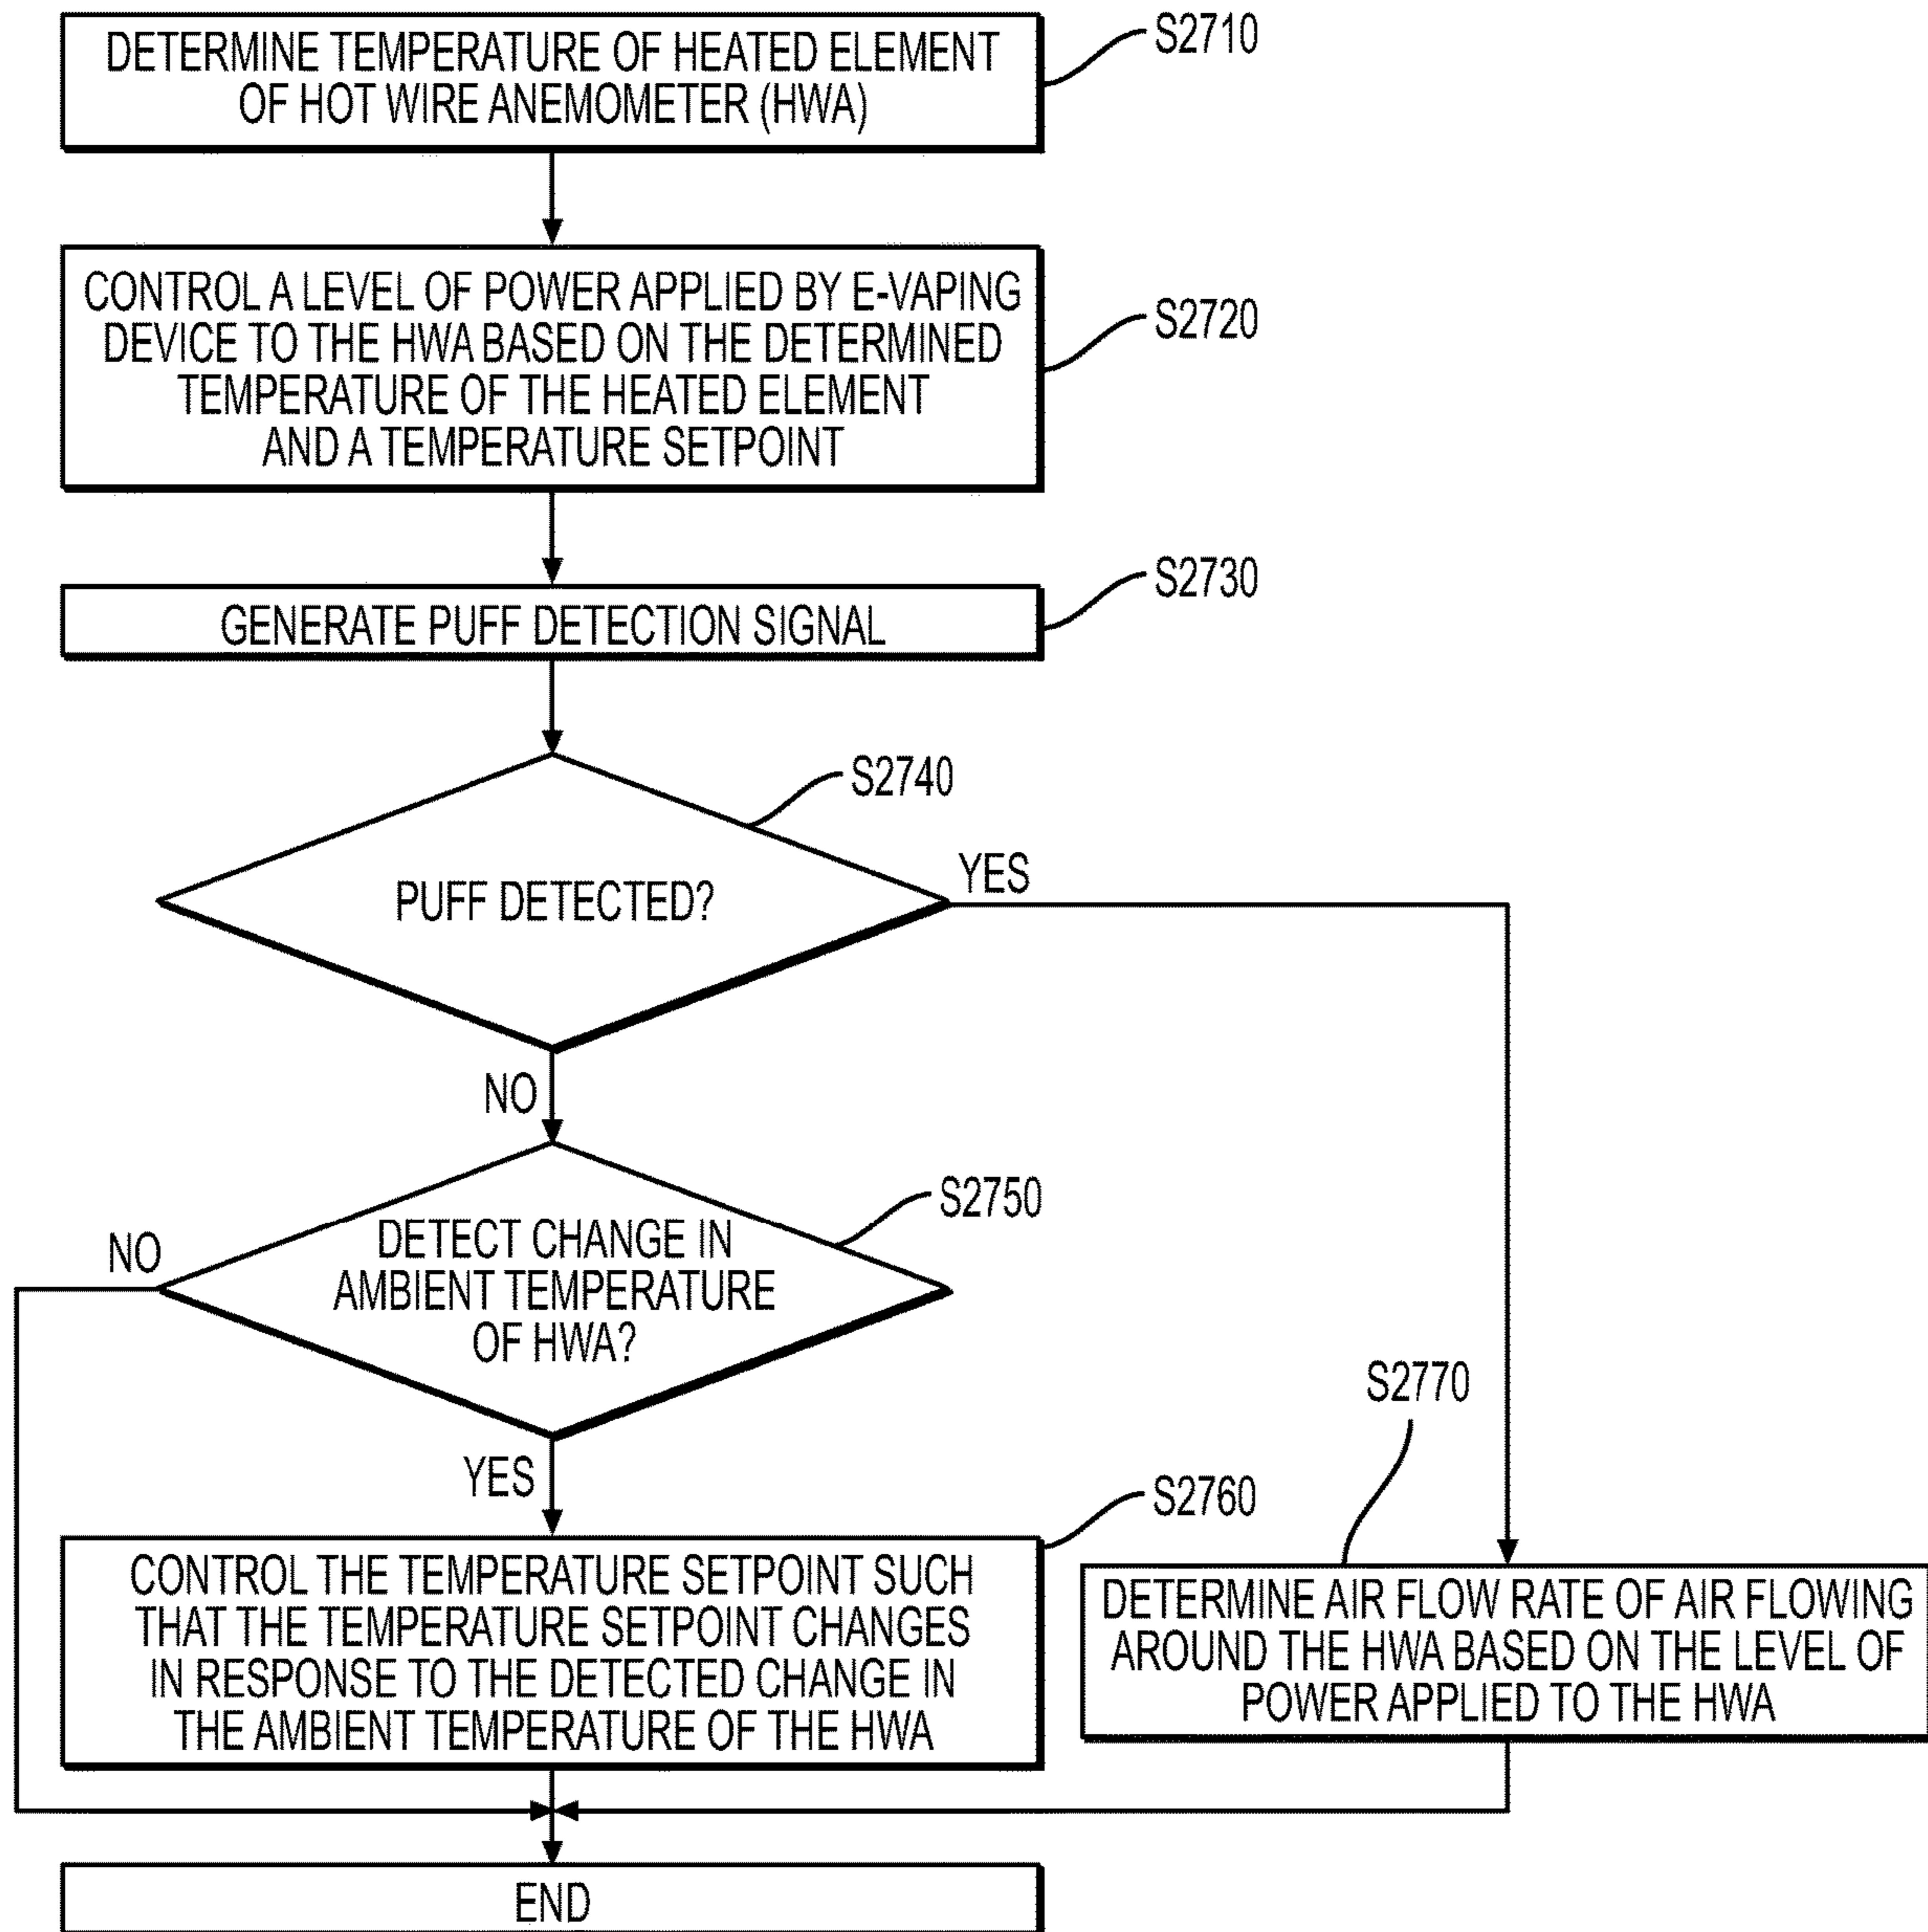 DETERMINE TEMPERATURE OF HEATED ELEMENT
OF HOT WIRE ANEMOMETER (HWA)
S2710
CONTROL A LEVEL OF POWER APPLIED BY E-VAPING
DEVICE TO THE HWA BASED ON THE DETERMINED
TEMPERATURE OF THE HEATED ELEMENT
AND A TEMPERATURE SETPOINT
S2720
GENERATE PUFF DETECTION SIGNAL
S2730
S2740
PUFF DETECTED?
YES
NO
S2750
DETECT CHANGE IN
AMBIENT TEMPERATURE
OF HWA?
NO
YES
S2760
CONTROL THE TEMPERATURE SETPOINT SUCH
THAT THE TEMPERATURE SETPOINT CHANGES
IN RESPONSE TO THE DETECTED CHANGE IN
THE AMBIENT TEMPERATURE OF THE HWA
S2770
DETERMINE AIR FLOW RATE OF AIR FLOWING
AROUND THE HWA BASED ON THE LEVEL OF
POWER APPLIED TO THE HWA
END